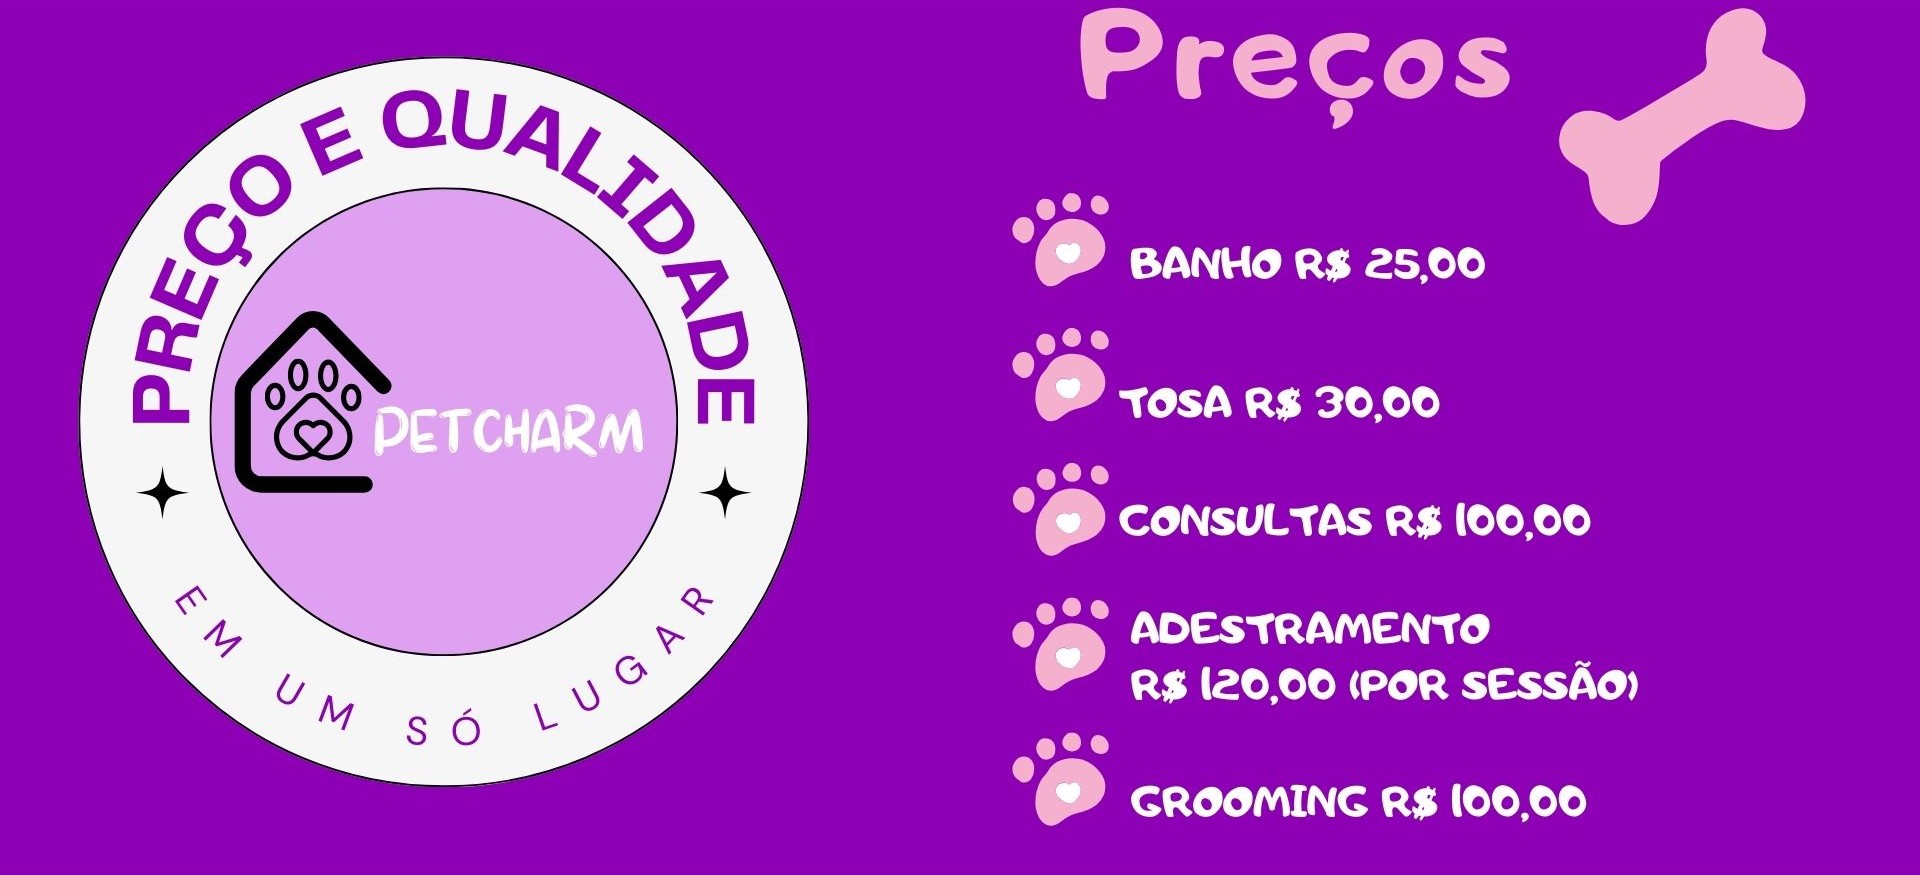 PREÇO E QUALIDADE
PETCHARM
EM UM SÓ LUGAR
Preços
BANHO R$ 25,00
TOSA R$ 30,00
CONSULTAS R$ 100,00
ADESTRAMENTO
R$ 120,00 (POR SESSÃO)
GROOMING R$ 100,00